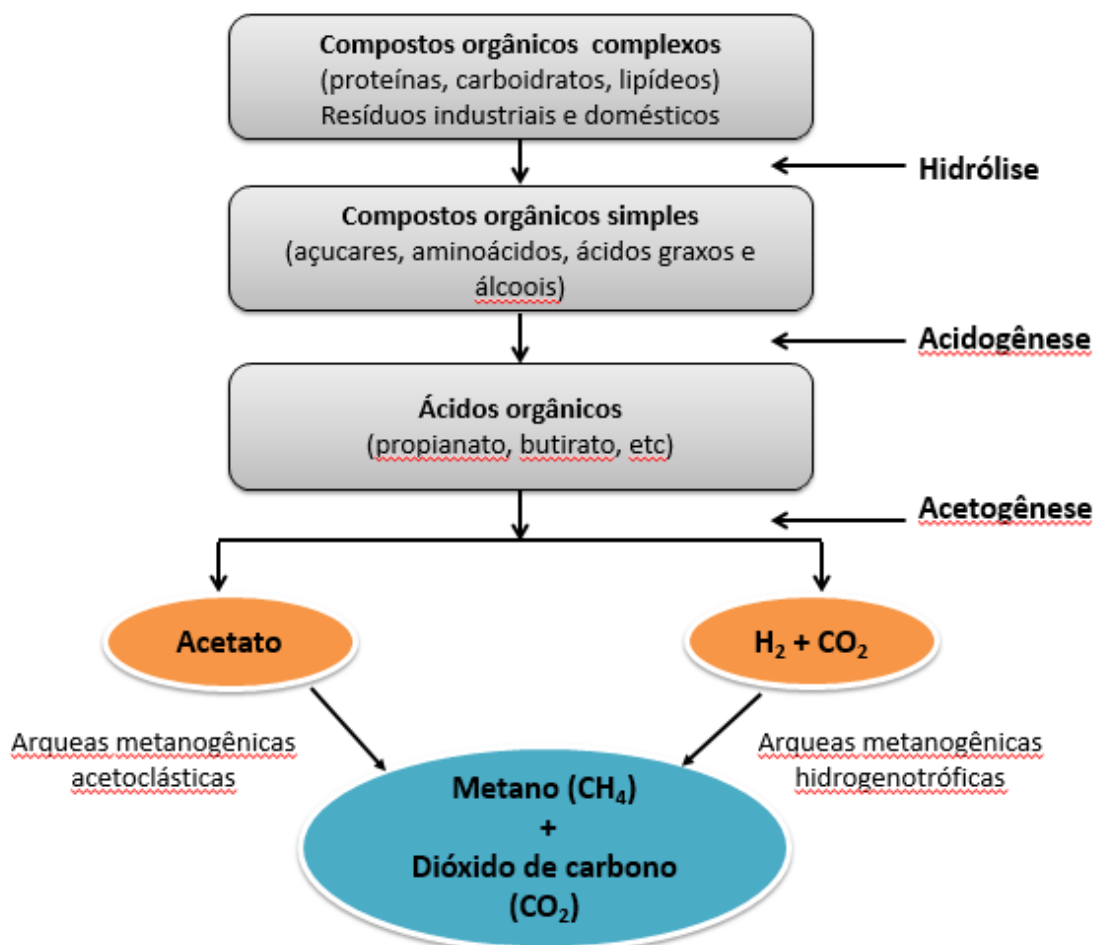 Compostos orgânicos complexos
(proteínas, carboidratos, lipídeos)
Resíduos industriais e domésticos
Hidrólise
Compostos orgânicos simples
(açucares, aminoácidos, ácidos graxos e
álcoois)
Acidogênese
Ácidos orgânicos
(propianato, butirato, etc)
Acetogênese
Acetato
H₂ + CO₂
Arqueas metanogênicas
acetoclásticas
Arqueas metanogênicas
hidrogenotróficas
Metano (CH₄)
+
Dióxido de carbono
(CO₂)